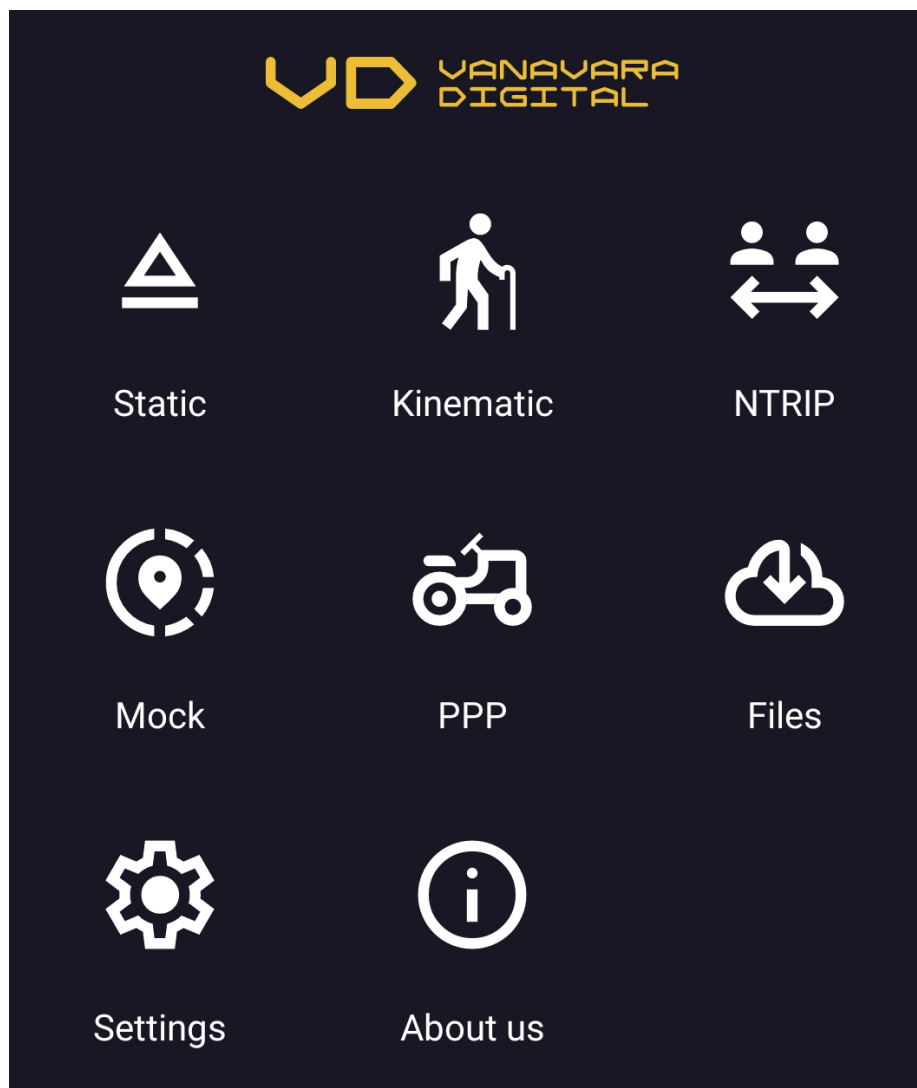 VD VANAVARA
DIGITAL
Static Kinematic NTRIP
Mock PPP Files
Settings About us